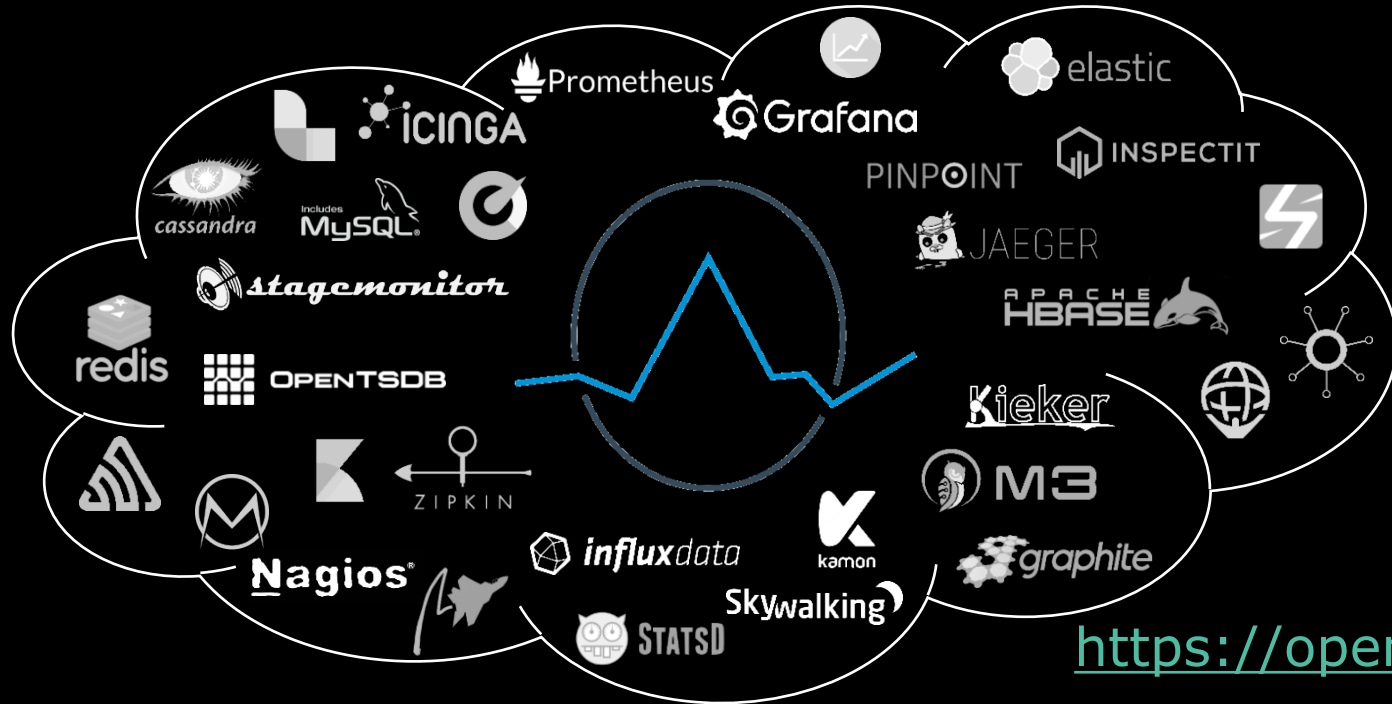 Prometheus
Grafana
elastic
ICINGA
PINPOINT
INSPECTIT
cassandra
Includes
MySQL®
JAEGER
stagemonitor
APACHE
HBASE
redis
OPENTSDB
Kieker
ZIPKIN
M3
influxdata
kamon
graphite
Nagios®
Skywalking
STATSD
https://oper